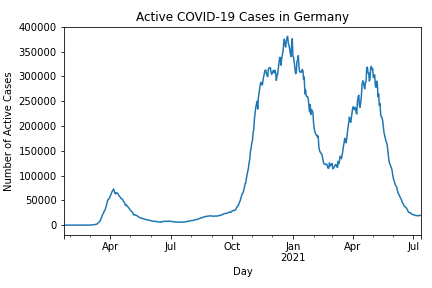 Active COVID-19 Cases in Germany
Number of Active Cases
400000
350000
300000
250000
200000
150000
100000
50000
0
Apr
Jul
Oct
Jan
2021
Apr
Jul
Day